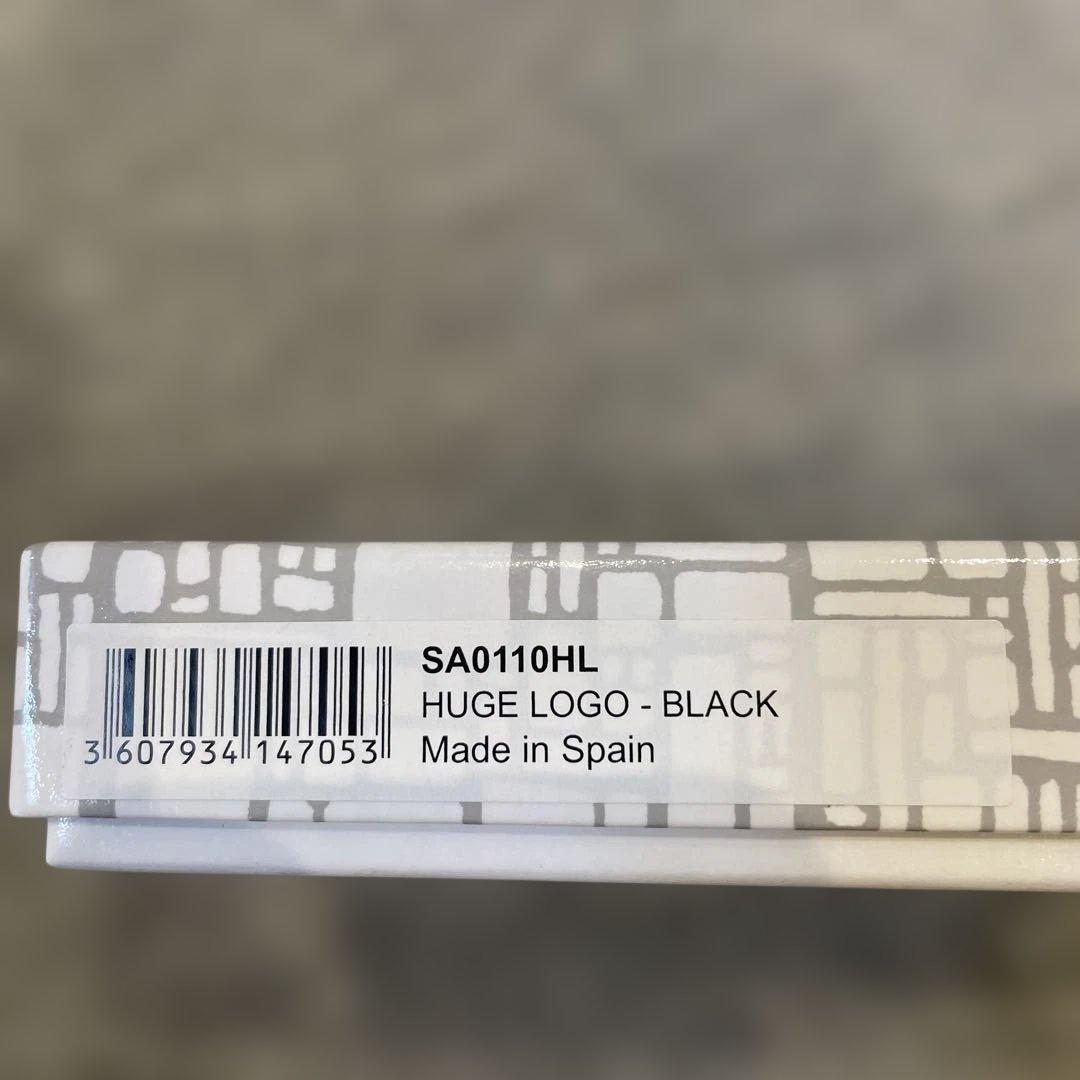 SA0110HL
HUGE LOGO - BLACK
Made in Spain
3 607934 147053